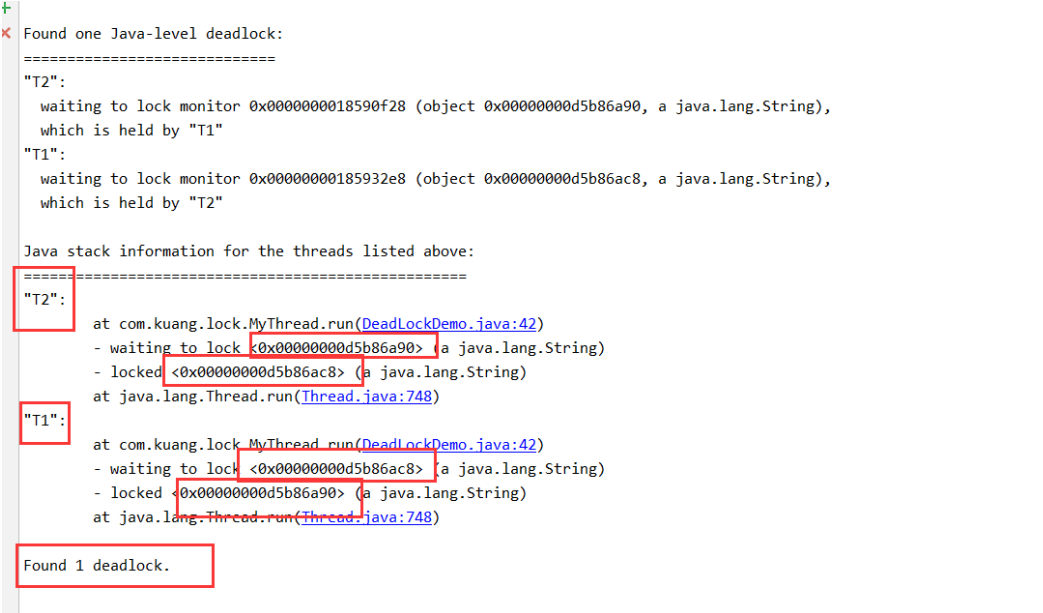 Found one Java-level deadlock:
=============================
"T2":
  waiting to lock monitor 0x0000000018590f28 (object 0x00000000d5b86a90, a java.lang.String),
  which is held by "T1"
"T1":
  waiting to lock monitor 0x00000000185932e8 (object 0x00000000d5b86ac8, a java.lang.String),
  which is held by "T2"
Java stack information for the threads listed above:
===================================================
"T2":
        at com.kuang.lock.MyThread.run(DeadLockDemo.java:42)
        - waiting to lock <0x00000000d5b86a90> (a java.lang.String)
        - locked <0x00000000d5b86ac8> (a java.lang.String)
        at java.lang.Thread.run(Thread.java:748)
"T1":
        at com.kuang.lock.MyThread.run(DeadLockDemo.java:42)
        - waiting to lock <0x00000000d5b86ac8> (a java.lang.String)
        - locked <0x00000000d5b86a90> (a java.lang.String)
        at java.lang.Thread.run(Thread.java:748)
Found 1 deadlock.